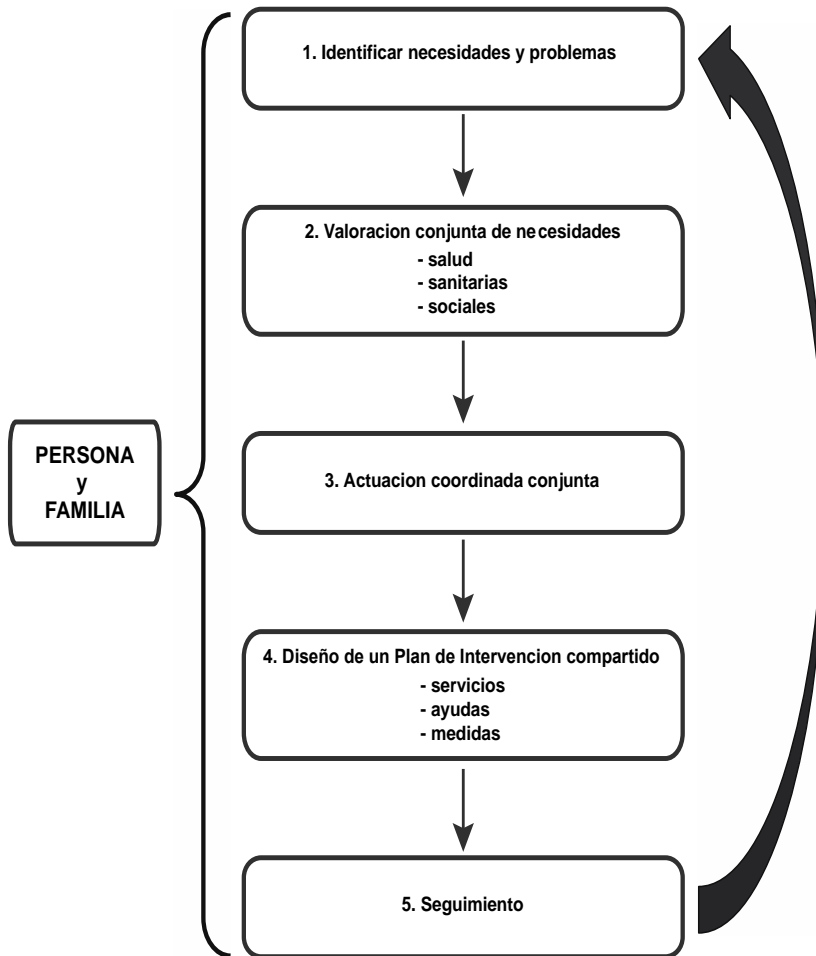 1. Identificar necesidades y problemas
2. Valoracion conjunta de necesidades
- salud
- sanitarias
- sociales
PERSONA
y
FAMILIA
3. Actuacion coordinada conjunta
4. Diseño de un Plan de Intervencion compartido
- servicios
- ayudas
- medidas
5. Seguimiento